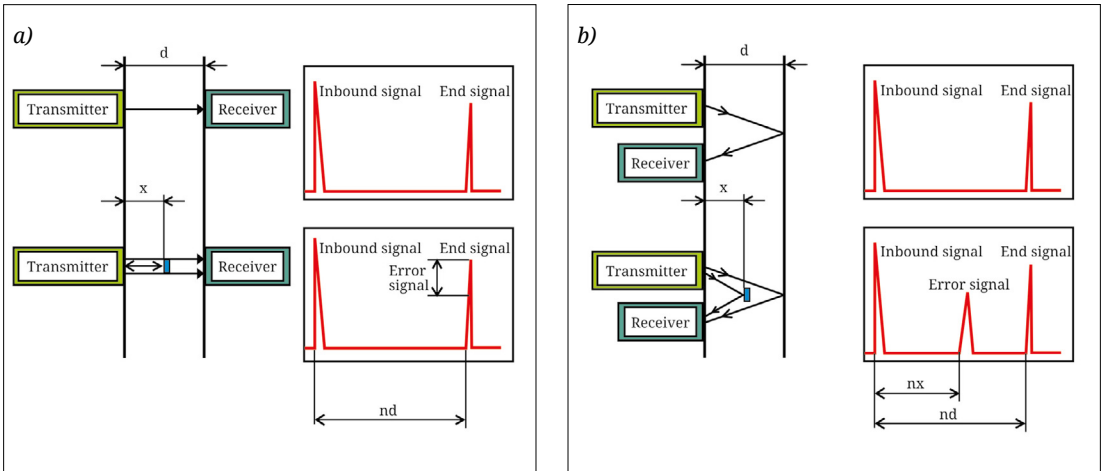 a)
d
Transmitter
Receiver
Inbound signal
End signal
x
Transmitter
Receiver
Inbound signal
End signal
Error
signal
nd
b)
d
Transmitter
Receiver
Inbound signal
End signal
x
Transmitter
Receiver
Inbound signal
End signal
Error signal
nx
nd